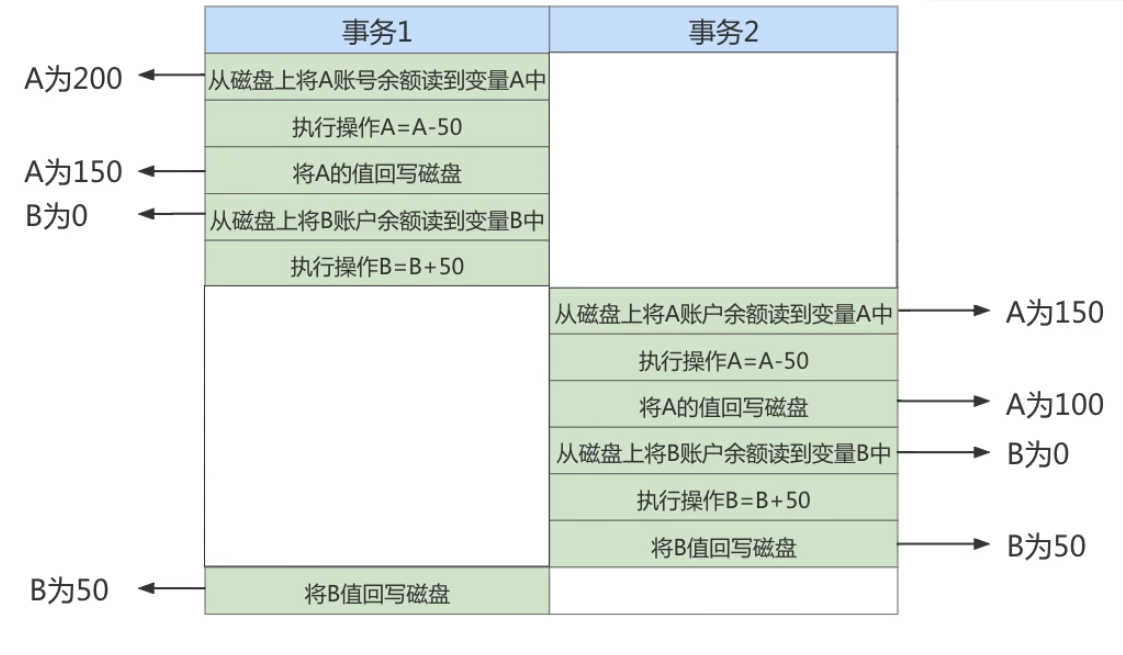 事务1 事务2
A为200 从磁盘上将A账号余额读到变量A中
执行操作A=A-50
A为150 将A的值回写磁盘
B为0 从磁盘上将B账户余额读到变量B中
执行操作B=B+50
从磁盘上将A账户余额读到变量A中 A为150
执行操作A=A-50
将A的值回写磁盘 A为100
从磁盘上将B账户余额读到变量B中 B为0
执行操作B=B+50
将B值回写磁盘 B为50
B为50 将B值回写磁盘